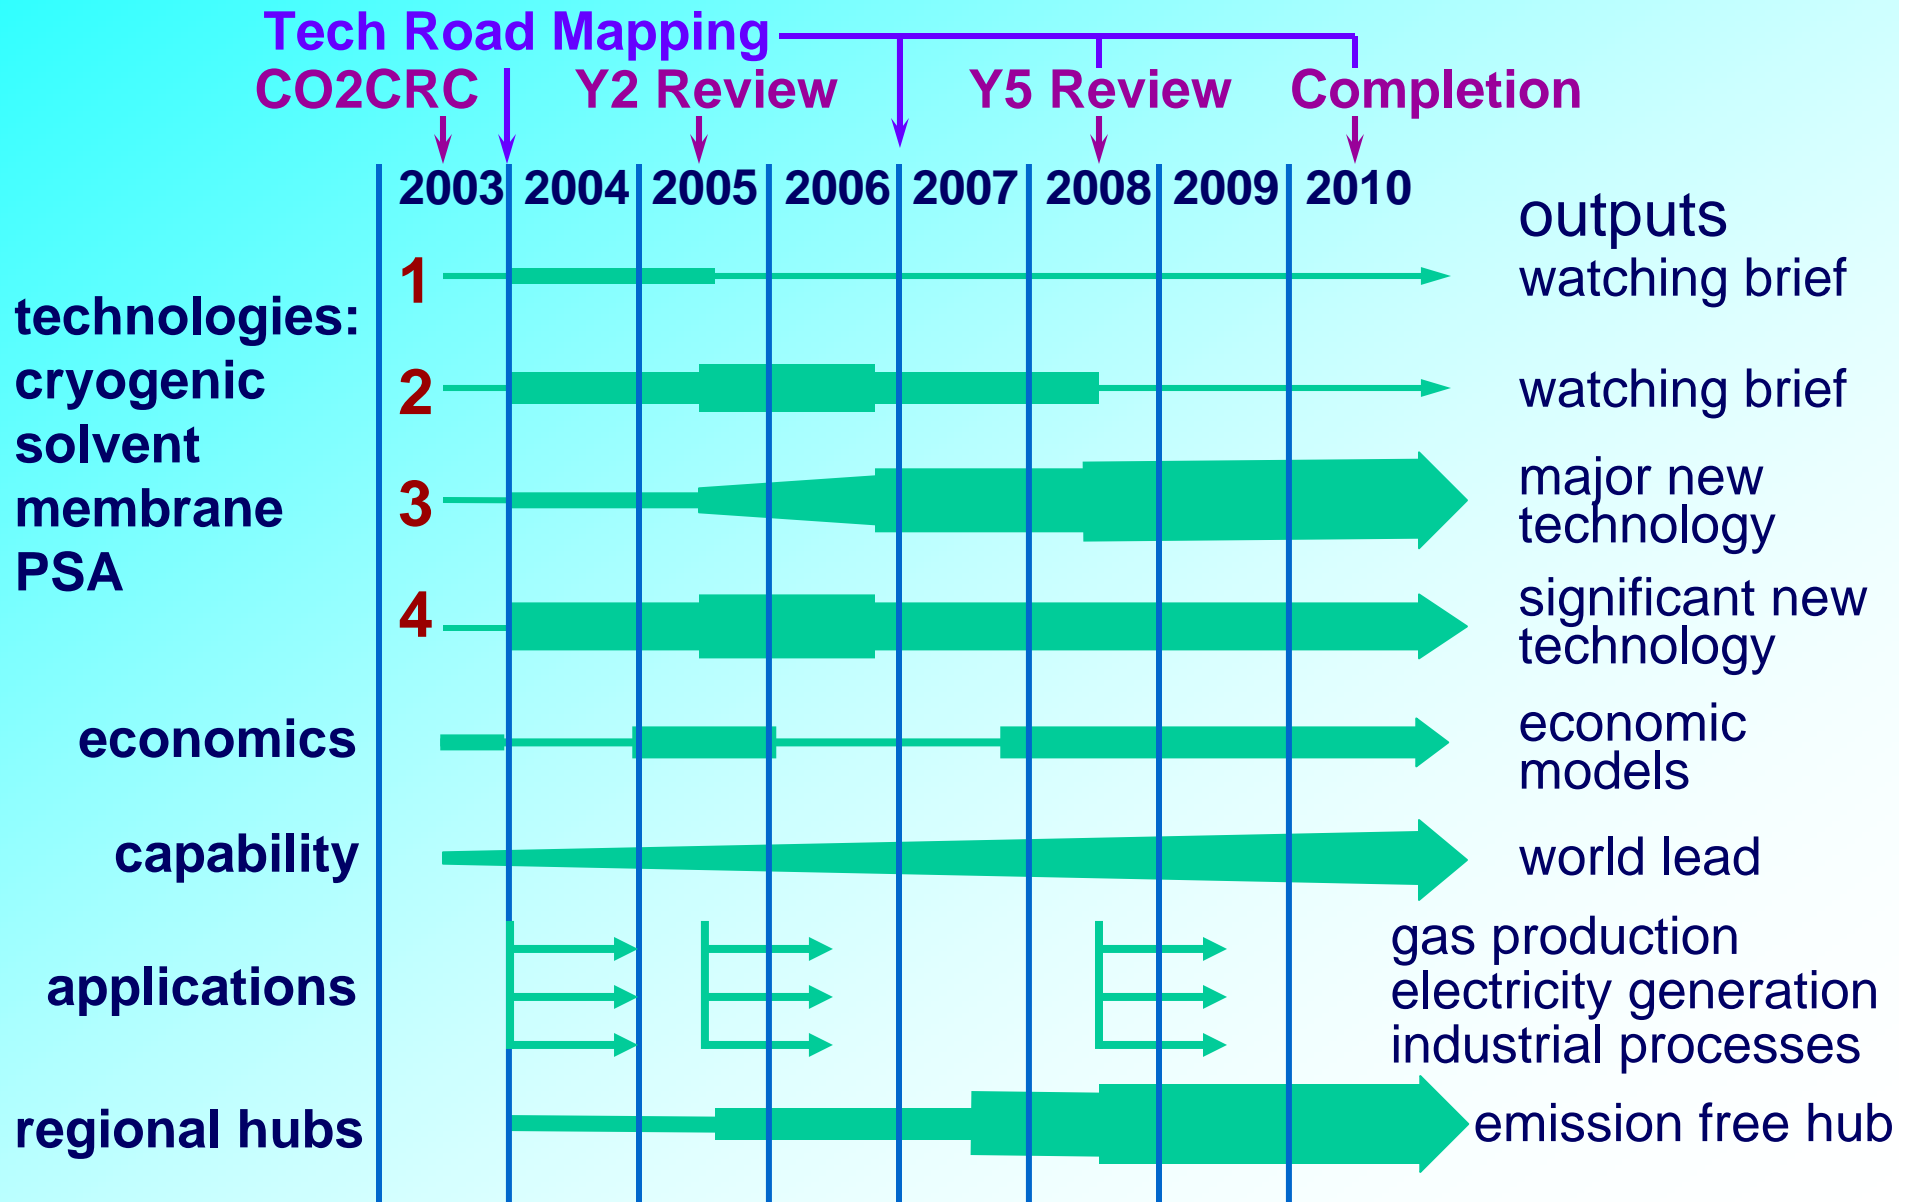 Tech Road Mapping
CO2CRC Y2 Review Y5 Review Completion
2003 2004 2005 2006 2007 2008 2009 2010
outputs
1 watching brief
technologies:
cryogenic
solvent
membrane
PSA
2 watching brief
3 major new
technology
4 significant new
technology
economics economic
models
capability world lead
applications gas production
electricity generation
industrial processes
regional hubs emission free hub